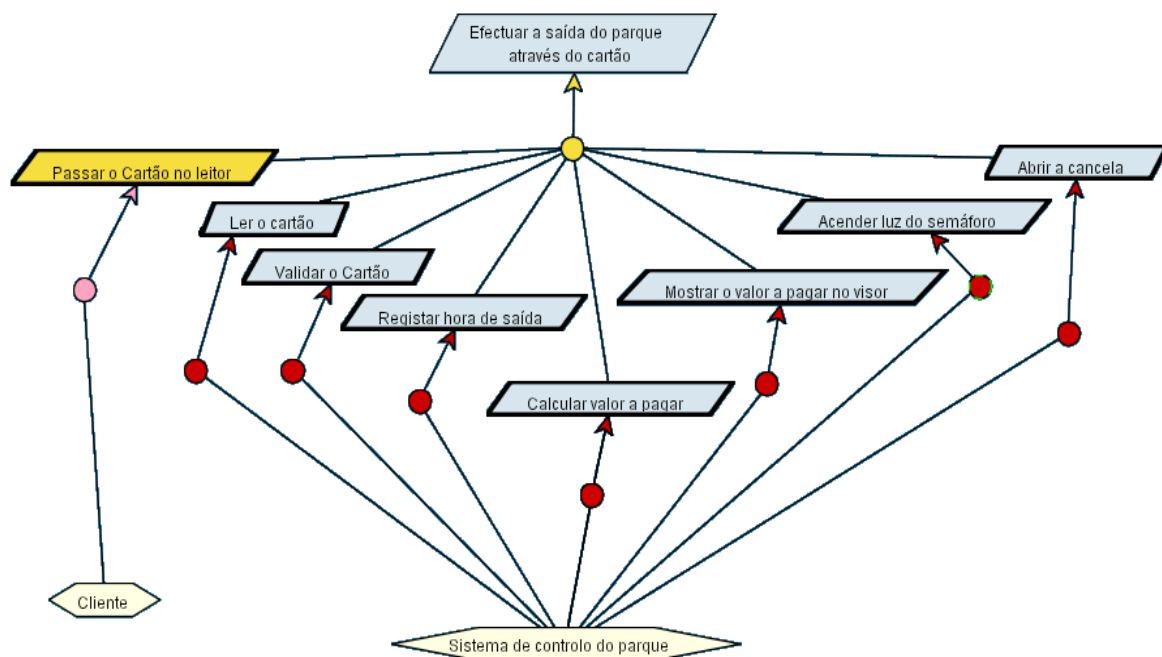 Efectuar a saída do parque
através do cartão
Passar o Cartão no leitor
Abrir a cancela
Ler o cartão
Acender luz do semáforo
Validar o Cartão
Mostrar o valor a pagar no visor
Registar hora de saída
Calcular valor a pagar
Cliente
Sistema de controlo do parque